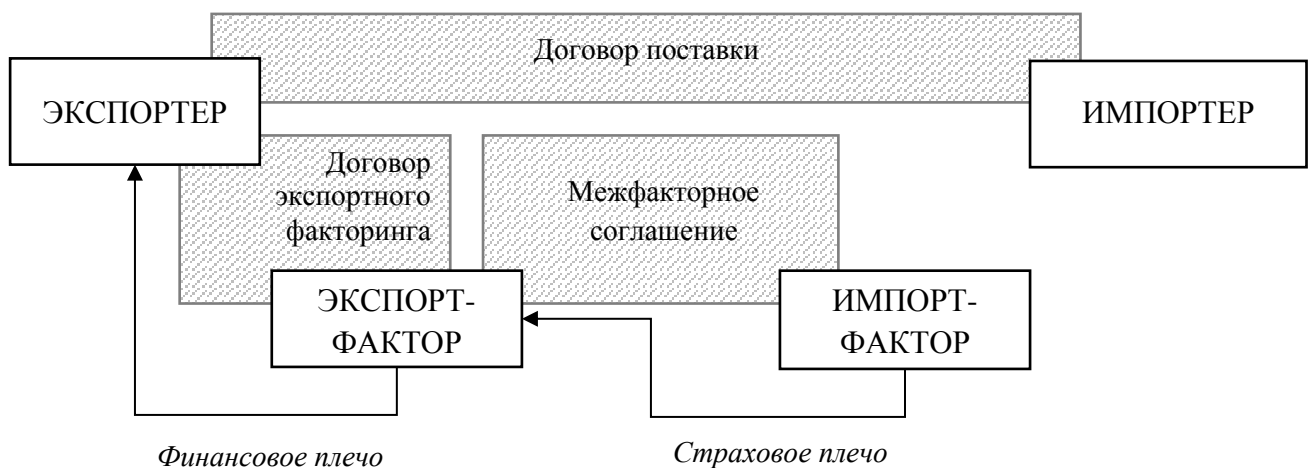 Договор поставки
ЭКСПОРТЕР
ИМПОРТЕР
Договор
экспортного
факторинга
Межфакторное
соглашение
ЭКСПОРТ-
ФАКТОР
ИМПОРТ-
ФАКТОР
Финансовое плечо
Страховое плечо